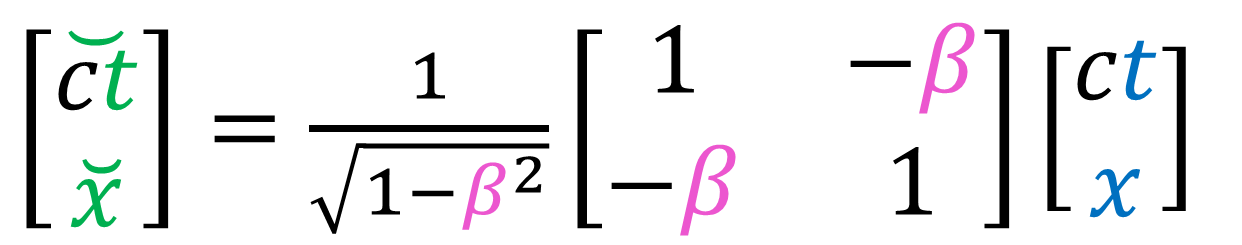 [c˘t x˘] = 1/√(1−β²) [1 −β −β 1] [ct x]